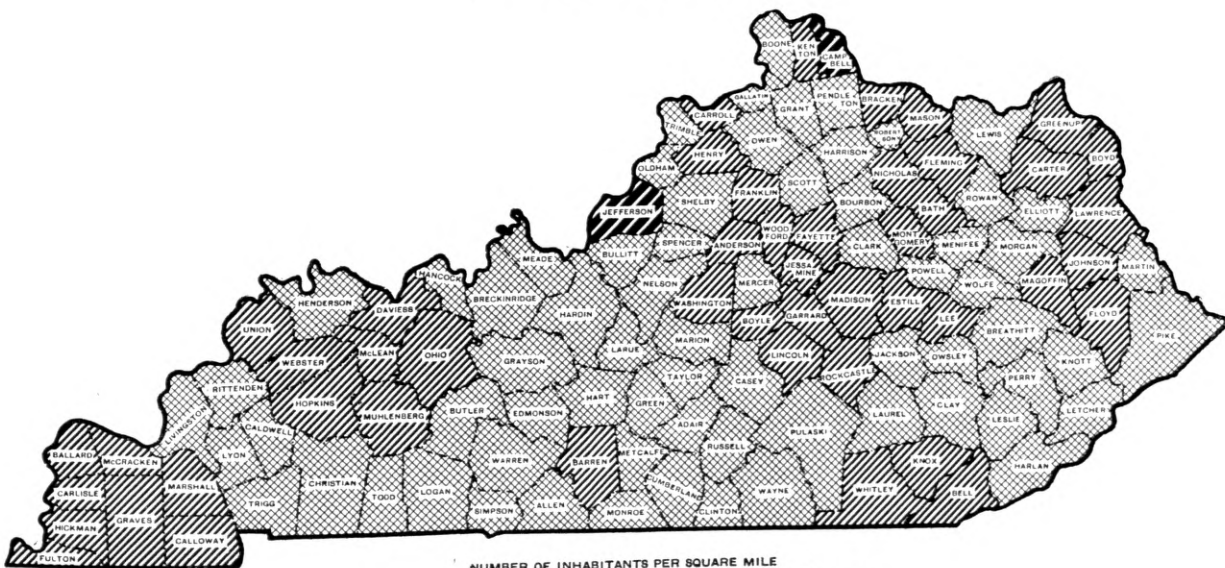 BOONE
KEN
TON
CAMP
BELL
GALLATIN
GRANT
PENDLE
TON
BRACKEN
CARROLL
MASON
LEWIS
GREENUP
TRIMBLE
OWEN
ROBERT
SON
HENRY
HARRISON
FLEMING
BOYD
OLDHAM
NICHOLAS
CARTER
SCOTT
FRANKLIN
SHELBY
BOURBON
ROWAN
BATH
ELLIOTT
JEFFERSON
LAWRENCE
WOOD
FORD
FAYETTE
MONT
GOMERY
SPENCER
ANDERSON
CLARK
MENIFEE
MORGAN
BULLITT
MEADE
JESSA
MINE
POWELL
JOHNSON
MARTIN
HANCOCK
NELSON
MERCER
WOLFE
MAGOFFIN
HENDERSON
BRECKINRIDGE
WASHINGTON
MADISON
ESTILL
DAVIESS
HARDIN
BOYLE
GARRARD
LEE
FLOYD
UNION
BREATHITT
PIKE
MARION
WEBSTER
McLEAN
OHIO
LARUE
LINCOLN
JACKSON
OWSLEY
KNOTT
GRAYSON
RITTENDEN
TAYLOR
CASEY
ROCKCASTLE
PERRY
HOPKINS
HART
GREEN
LIVINGSTON
MUHLENBERG
BUTLER
EDMONSON
LAUREL
CLAY
LESLIE
LETCHER
CALDWELL
ADAIR
PULASKI
LYON
RUSSELL
BALLARD
McCRACKEN
WARREN
METCALFE
BARREN
KNOX
HARLAN
MARSHALL
CHRISTIAN
CARLISLE
TRIGG
TODD
LOGAN
CUMBERLAND
WAYNE
WHITLEY
BELL
ALLEN
SIMPSON
MONROE
CLINTON
HICKMAN
GRAVES
CALLOWAY
FULTON
NUMBER OF INHABITANTS PER SQUARE MILE